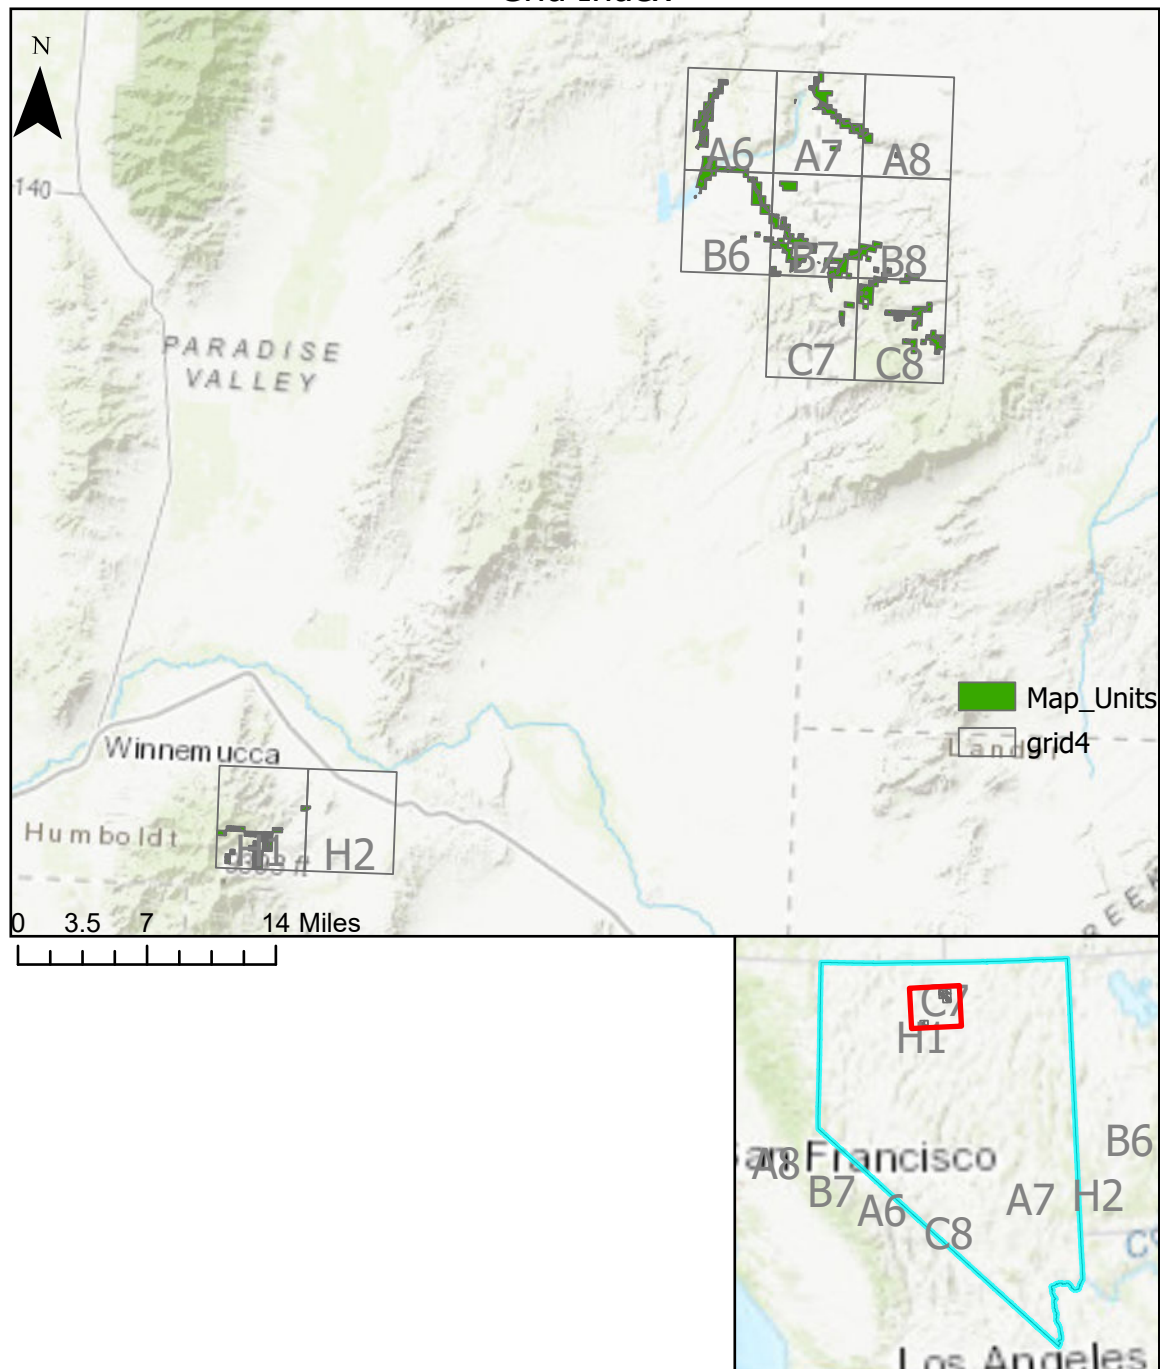 Grid Index
N
A6
A7
A8
140
B6
B7
B8
PARADISE
VALLEY
C7
C8
Map_Units
grid4
Winnemucca
Humboldt
H1
H2
0 3.5 7 14 Miles
C7
H1
B6
San Francisco
A8
B7
A6
A7
H2
C8
Los Angeles